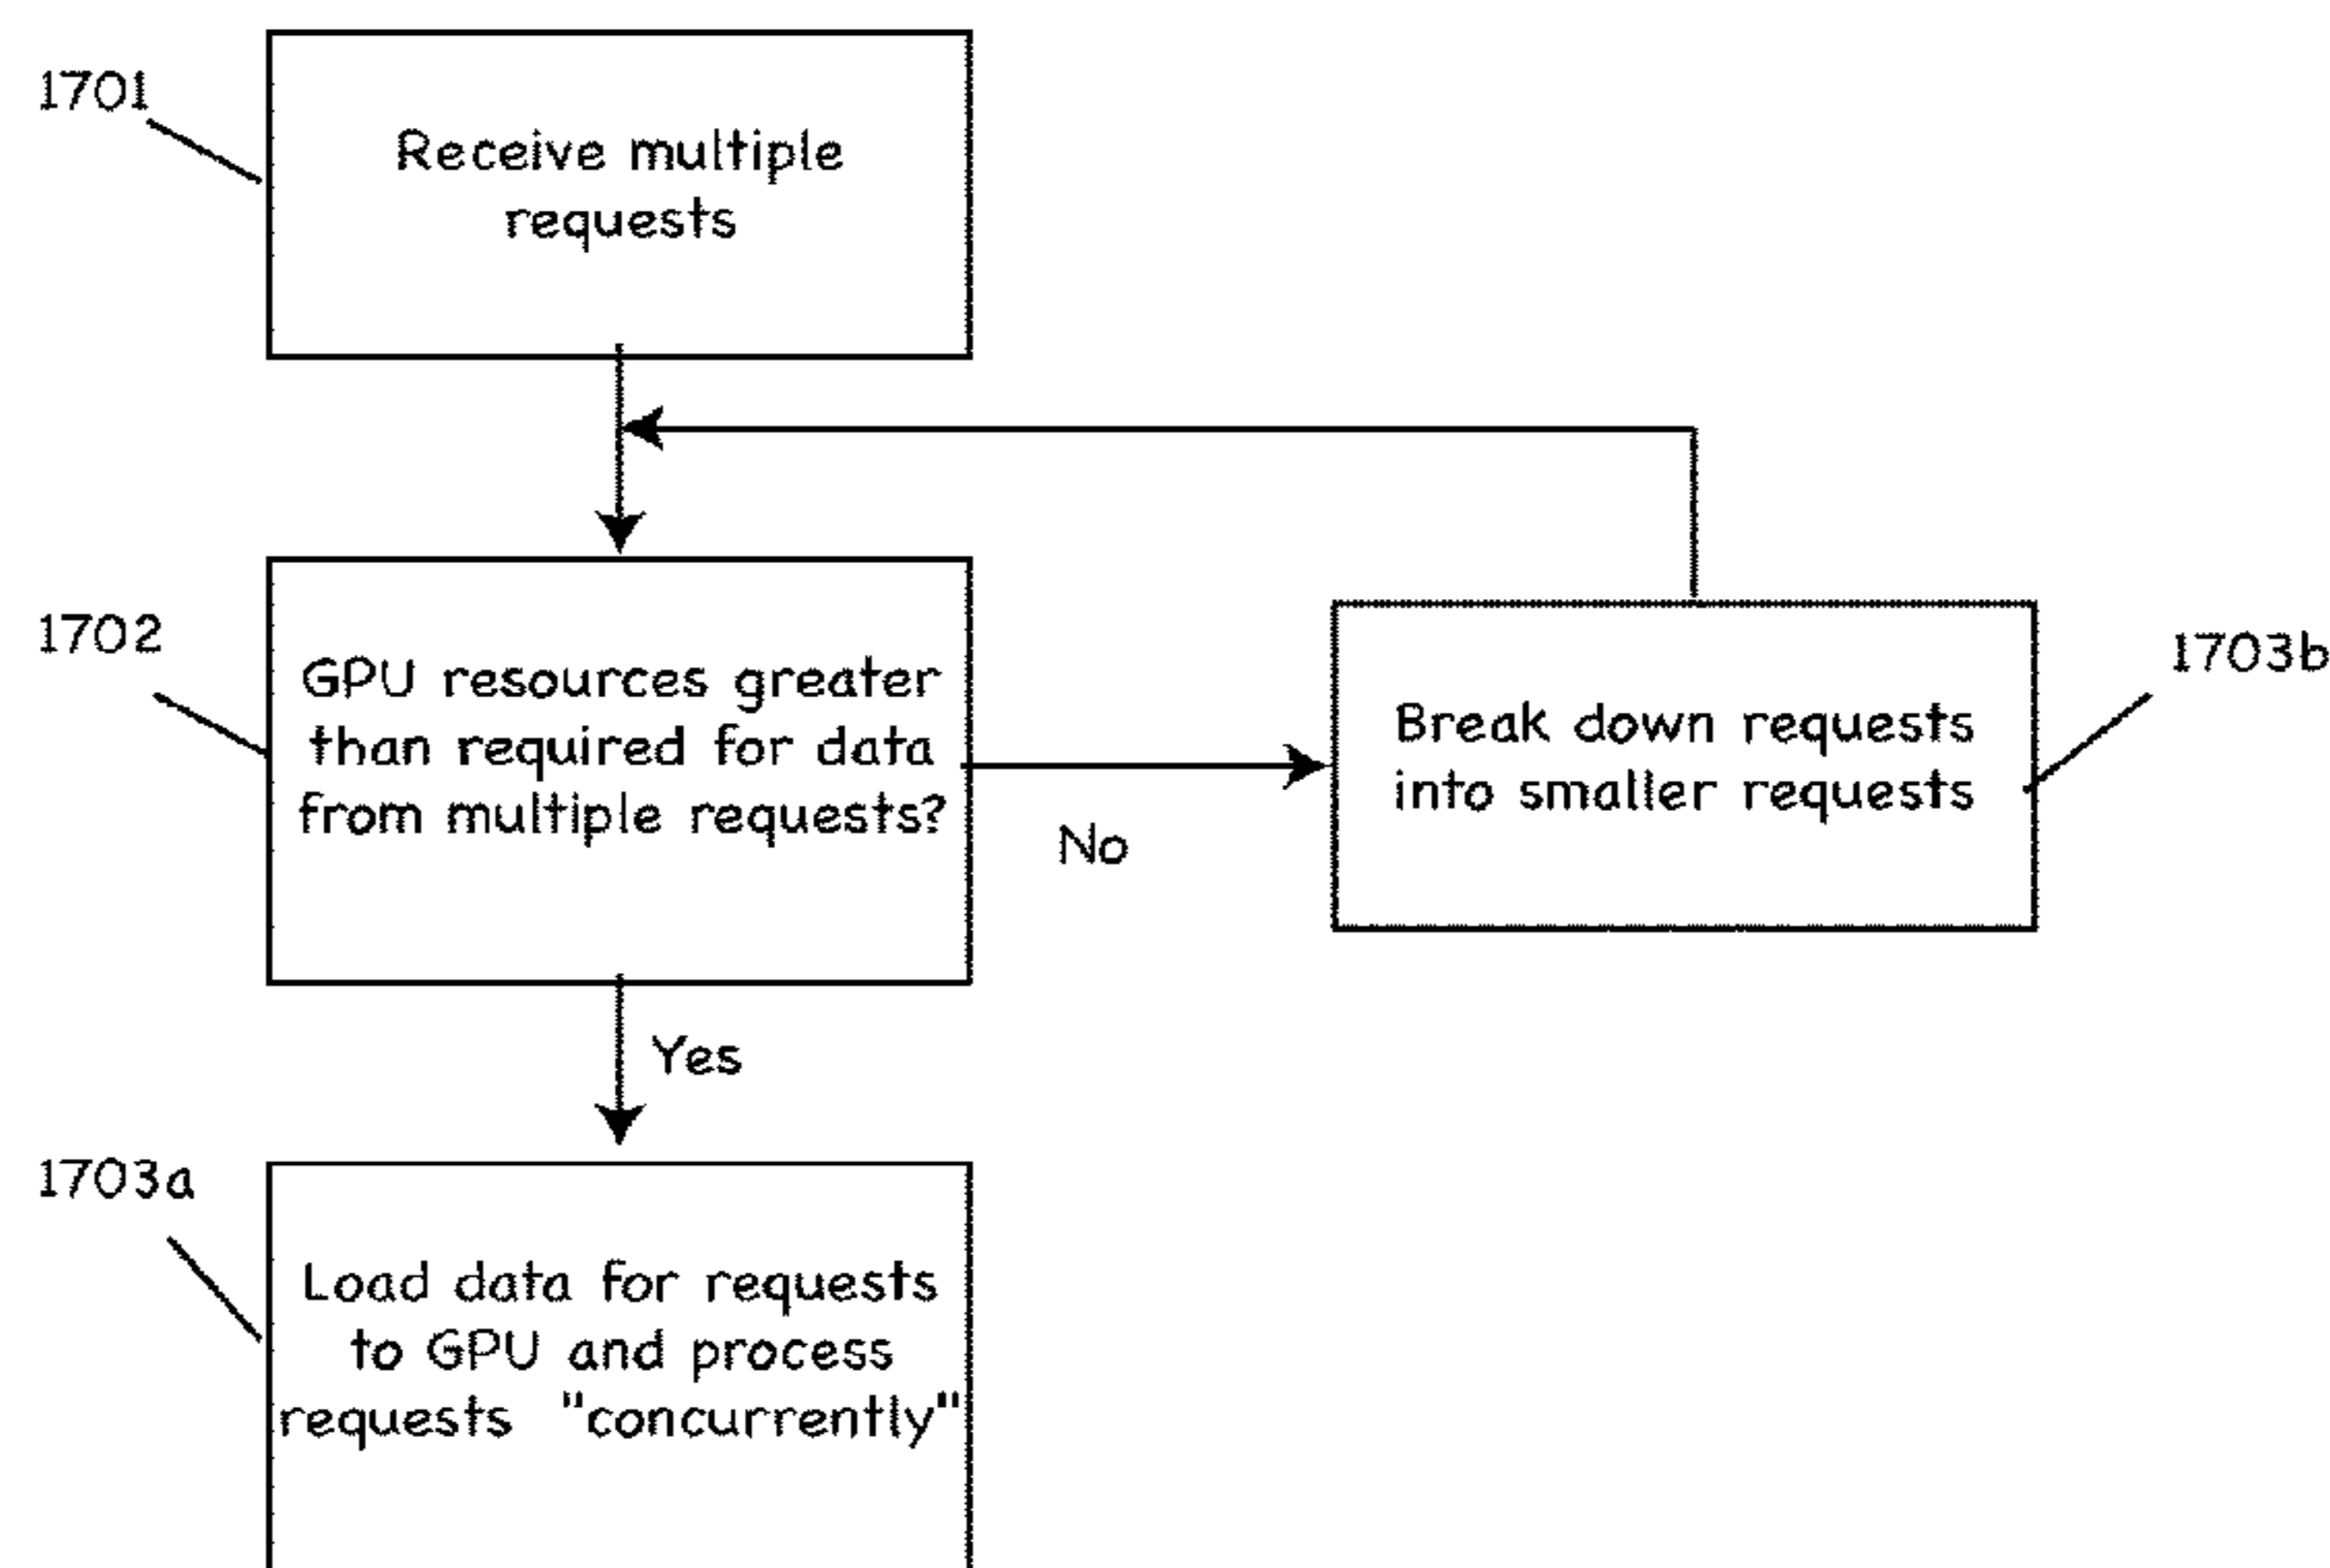 1701
Receive multiple
requests
1702
GPU resources greater
than required for data
from multiple requests?
No
Break down requests
into smaller requests
1703b
Yes
1703a
Load data for requests
to GPU and process
requests "concurrently"